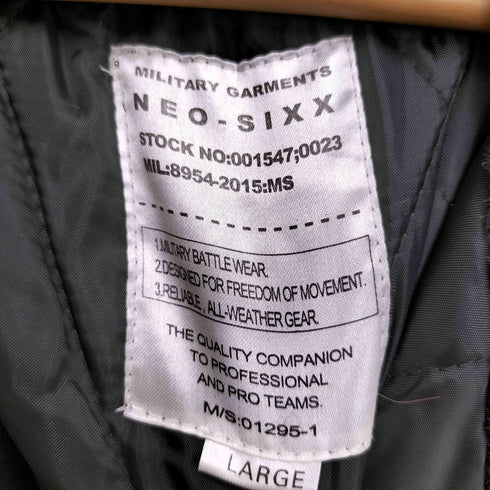 MILITARY GARMENTS
NEO-SIXX
STOCK NO:001547;0023
MIL:8954-2015:MS
1.MILITARY BATTLE WEAR.
2.DESIGNED FOR FREEDOM OF MOVEMENT.
3.RELIABLE, ALL-WEATHER GEAR.
THE QUALITY COMPANION
TO PROFESSIONAL
AND PRO TEAMS.
M/S:01295-1
LARGE